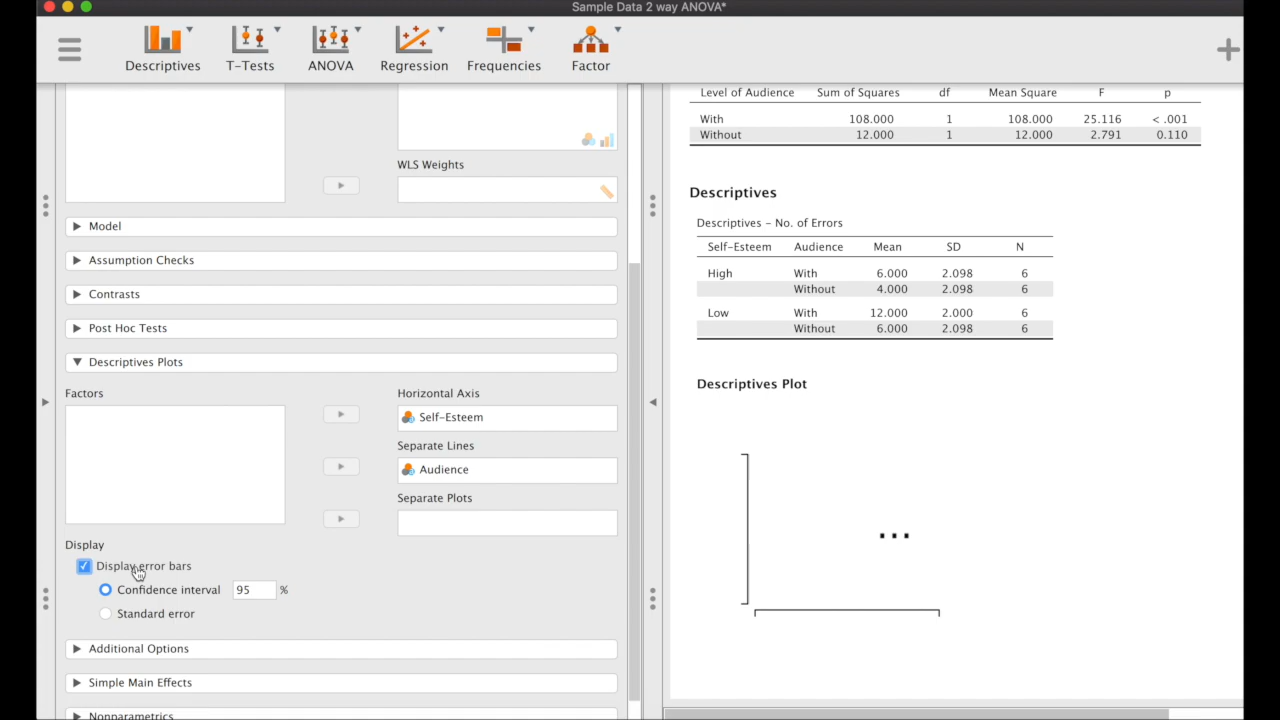 Sample Data 2 way ANOVA*
Descriptives T-Tests ANOVA Regression Frequencies Factor
WLS Weights
Model
Assumption Checks
Contrasts
Post Hoc Tests
Descriptives Plots
Factors
Horizontal Axis
Self-Esteem
Separate Lines
Audience
Separate Plots
Display
Display error bars
Confidence interval 95 %
Standard error
Additional Options
Simple Main Effects
Nonparametrics
Level of Audience Sum of Squares df Mean Square F p
With 108.000 1 108.000 25.116 < .001
Without 12.000 1 12.000 2.791 0.110
Descriptives
Descriptives – No. of Errors
Self-Esteem Audience Mean SD N
High With 6.000 2.098 6
Without 4.000 2.098 6
Low With 12.000 2.000 6
Without 6.000 2.098 6
Descriptives Plot
...